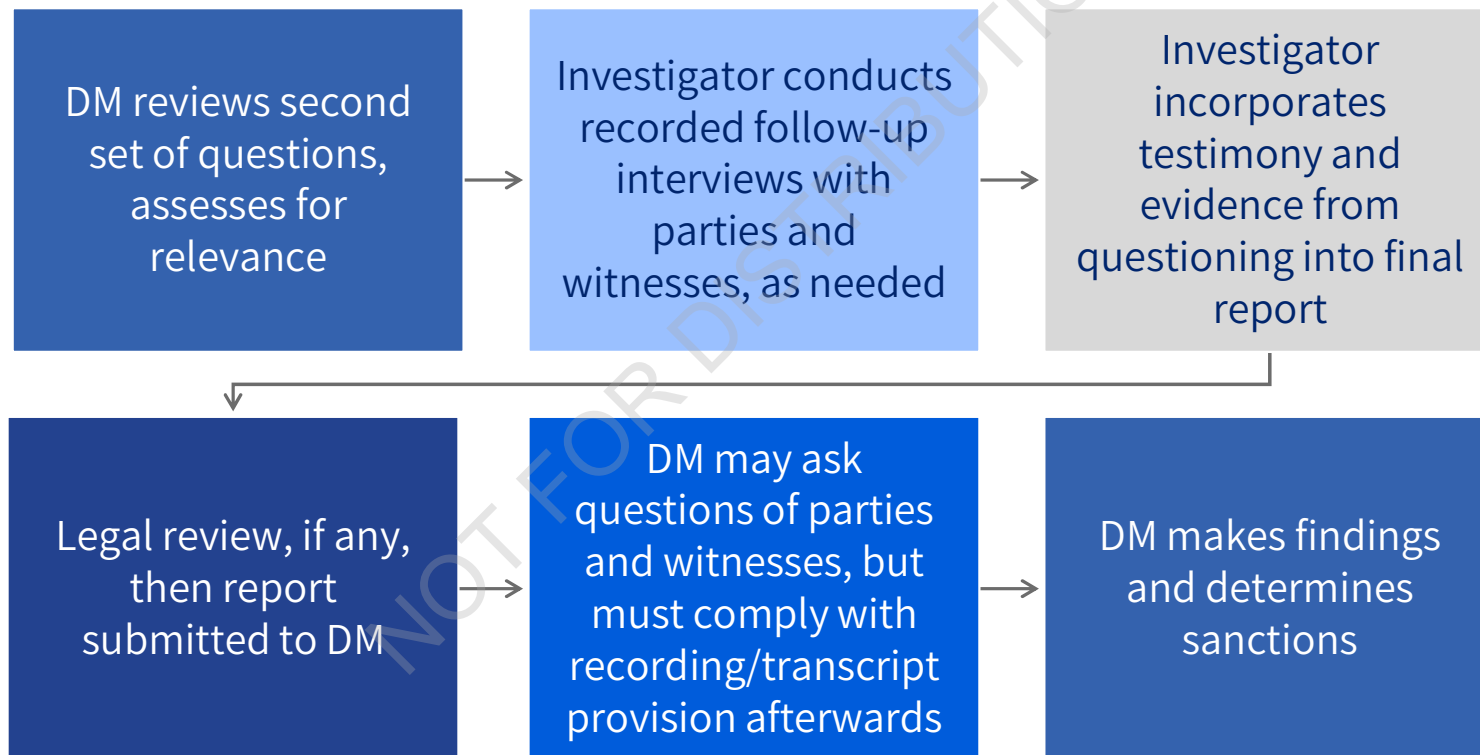 DM reviews second
set of questions,
assesses for
relevance
Investigator conducts
recorded follow-up
interviews with
parties and
witnesses, as needed
Investigator
incorporates
testimony and
evidence from
questioning into final
report
Legal review, if any,
then report
submitted to DM
DM may ask
questions of parties
and witnesses, but
must comply with
recording/transcript
provision afterwards
DM makes findings
and determines
sanctions
NOT FOR DISTRIBUTIO